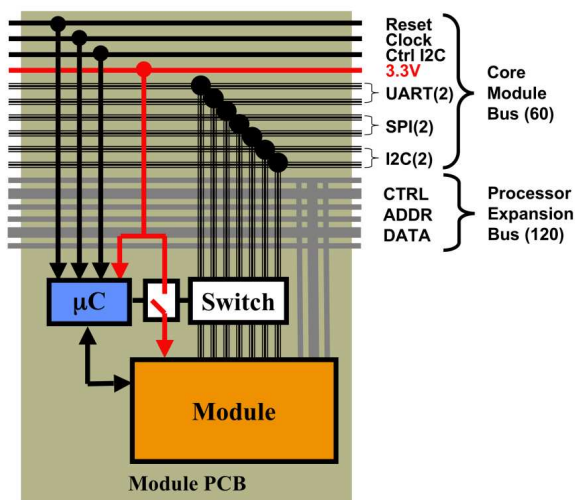 Reset
Clock
Ctrl I2C
3.3V
UART(2)
SPI(2)
I2C(2)
Core
Module
Bus (60)
CTRL
ADDR
DATA
Processor
Expansion
Bus (120)
µC
Switch
Module
Module PCB